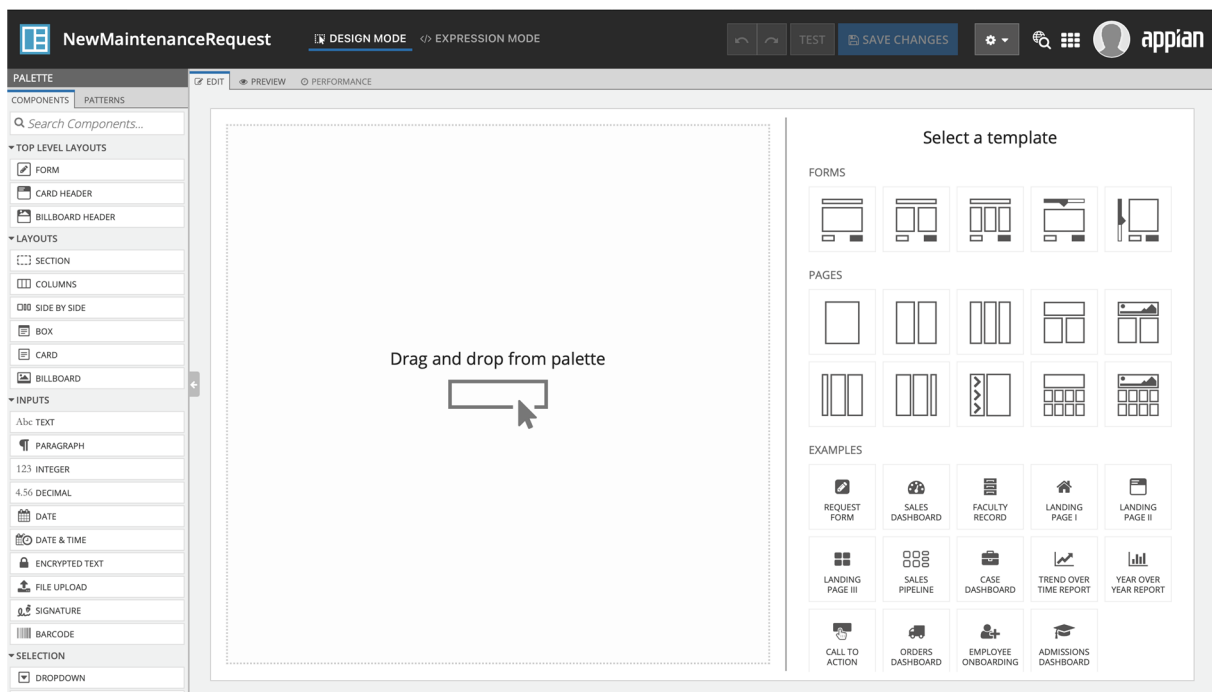 NewMaintenanceRequest
DESIGN MODE
</> EXPRESSION MODE
TEST
SAVE CHANGES
appian
PALETTE
COMPONENTS
PATTERNS
Search Components...
TOP LEVEL LAYOUTS
FORM
CARD HEADER
BILLBOARD HEADER
LAYOUTS
SECTION
COLUMNS
SIDE BY SIDE
BOX
CARD
BILLBOARD
INPUTS
Abc TEXT
PARAGRAPH
123 INTEGER
4.56 DECIMAL
DATE
DATE & TIME
ENCRYPTED TEXT
FILE UPLOAD
SIGNATURE
BARCODE
SELECTION
DROPDOWN
EDIT
PREVIEW
PERFORMANCE
Drag and drop from palette
Select a template
FORMS
PAGES
EXAMPLES
REQUEST
FORM
SALES
DASHBOARD
FACULTY
RECORD
LANDING
PAGE I
LANDING
PAGE II
LANDING
PAGE III
SALES
PIPELINE
CASE
DASHBOARD
TREND OVER
TIME REPORT
YEAR OVER
YEAR REPORT
CALL TO
ACTION
ORDERS
DASHBOARD
EMPLOYEE
ONBOARDING
ADMISSIONS
DASHBOARD